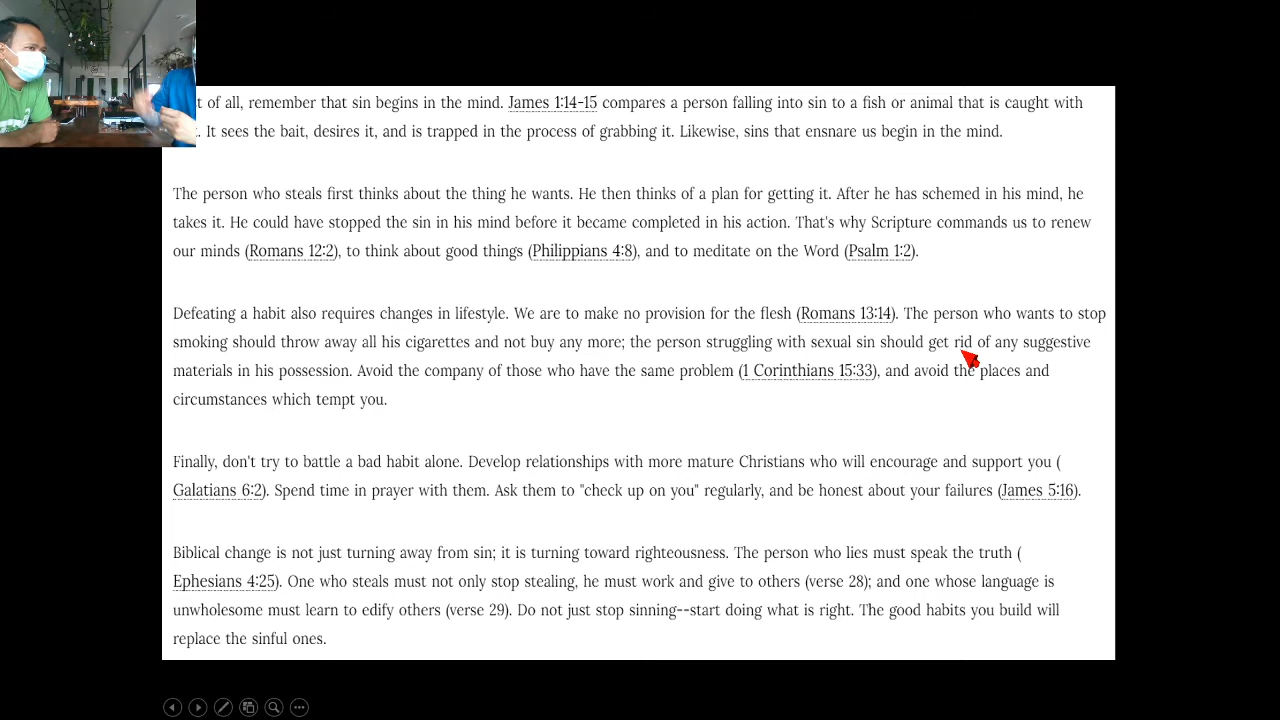 t of all, remember that sin begins in the mind. James 1:14-15 compares a person falling into sin to a fish or animal that is caught with
. It sees the bait, desires it, and is trapped in the process of grabbing it. Likewise, sins that ensnare us begin in the mind.
The person who steals first thinks about the thing he wants. He then thinks of a plan for getting it. After he has schemed in his mind, he
takes it. He could have stopped the sin in his mind before it became completed in his action. That's why Scripture commands us to renew
our minds (Romans 12:2), to think about good things (Philippians 4:8), and to meditate on the Word (Psalm 1:2).
Defeating a habit also requires changes in lifestyle. We are to make no provision for the flesh (Romans 13:14). The person who wants to stop
smoking should throw away all his cigarettes and not buy any more; the person struggling with sexual sin should get rid of any suggestive
materials in his possession. Avoid the company of those who have the same problem (1 Corinthians 15:33), and avoid the places and
circumstances which tempt you.
Finally, don't try to battle a bad habit alone. Develop relationships with more mature Christians who will encourage and support you (
Galatians 6:2). Spend time in prayer with them. Ask them to "check up on you" regularly, and be honest about your failures (James 5:16).
Biblical change is not just turning away from sin; it is turning toward righteousness. The person who lies must speak the truth (
Ephesians 4:25). One who steals must not only stop stealing, he must work and give to others (verse 28); and one whose language is
unwholesome must learn to edify others (verse 29). Do not just stop sinning--start doing what is right. The good habits you build will
replace the sinful ones.